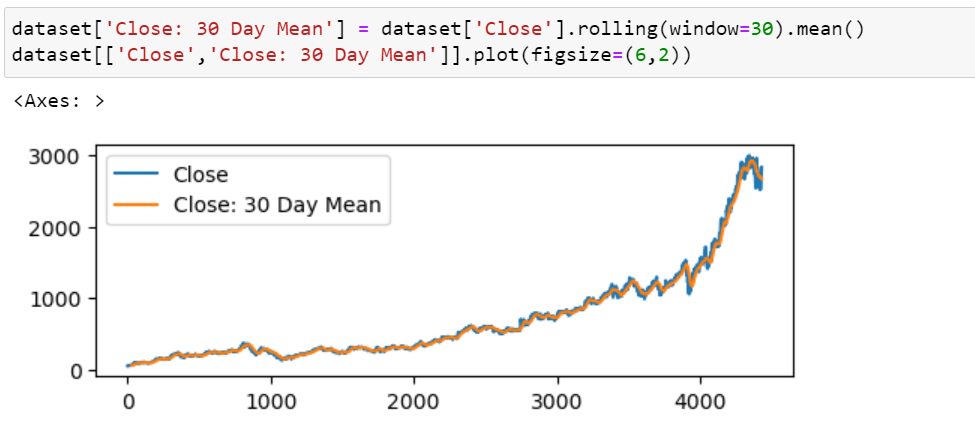 dataset['Close: 30 Day Mean'] = dataset['Close'].rolling(window=30).mean()
dataset[['Close','Close: 30 Day Mean']].plot(figsize=(6,2))
<Axes: >
3000
2000
1000
0
Close
Close: 30 Day Mean
0 1000 2000 3000 4000